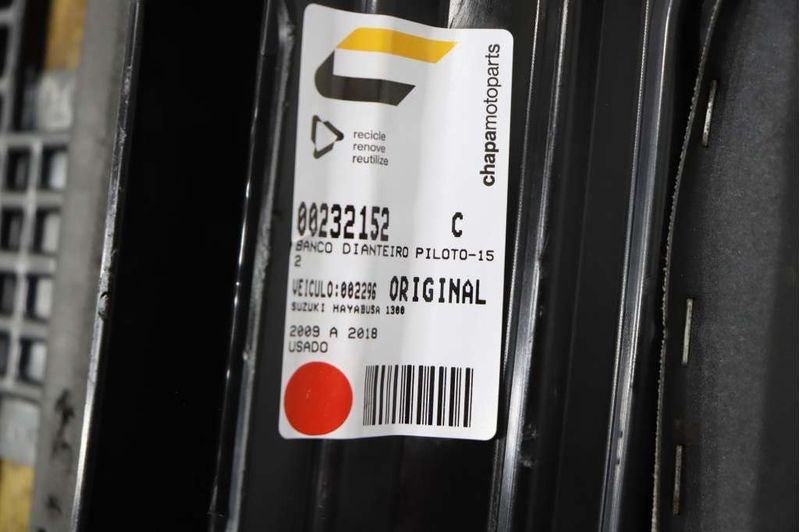 chapamotoparts
recicle
renove
reutilize
00232152 C
BANCO DIANTEIRO PILOTO-15
2
VEICULO:002296 ORIGINAL
SUZUKI HAYABUSA 1300
2009 A 2018
USADO